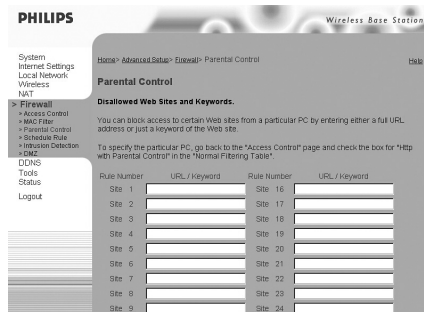 PHILIPS
Wireless Base Station
System
Internet Settings
Local Network
Wireless
NAT
> Firewall
> Access Control
> MAC Filter
> Parental Control
> Schedule Rule
> Intrusion Detection
> DMZ
DDNS
Tools
Status
Logout
Home> Advanced Setup> Firewall> Parental Control
Help
Parental Control
Disallowed Web Sites and Keywords.
You can block access to certain Web sites from a particular PC by entering either a full URL
address or just a keyword of the Web site.
To specify the particular PC, go back to the "Access Control" page and check the box for "Http
with Parental Control" in the "Normal Filtering Table".
Rule Number URL / Keyword Rule Number URL / Keyword
Site 1 Site 16
Site 2 Site 17
Site 3 Site 18
Site 4 Site 19
Site 5 Site 20
Site 6 Site 21
Site 7 Site 22
Site 8 Site 23
Site 9 Site 24